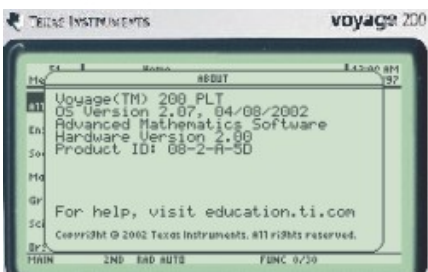 TEXAS INSTRUMENTS voyage 200
ABOUT
Voyage(TM) 200 PLT
OS Version 2.07, 04/08/2002
Advanced Mathematics Software
Hardware Version 2.00
Product ID: 08-2-A-5D
For help, visit education.ti.com
Copyright © 2002 Texas Instruments. All rights reserved.
MAIN 2ND RAD AUTO FUNC 0/30